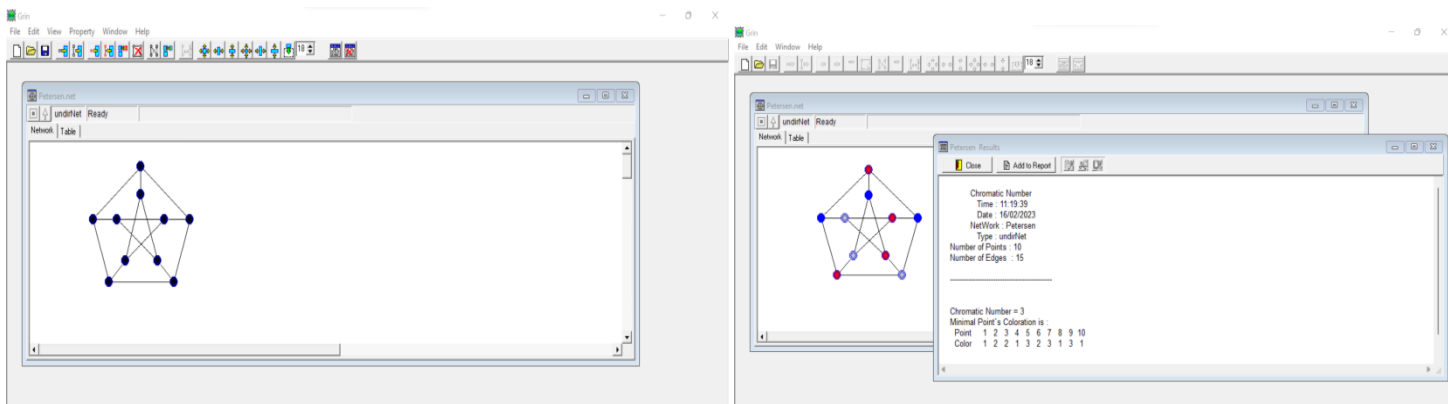 Grin
File Edit View Property Window Help
18
Petersen.net
undirNet Ready
Network Table
Grin
File Edit Window Help
18
Petersen.net
undirNet Ready
Network Table
Petersen Results
Close Add to Report
Chromatic Number
Time : 11:19:39
Date : 16/02/2023
NetWork : Petersen
Type : undirNet
Number of Points : 10
Number of Edges : 15
Chromatic Number = 3
Minimal Point`s Coloration is :
Point 1 2 3 4 5 6 7 8 9 10
Color 1 2 2 1 3 2 3 1 3 1